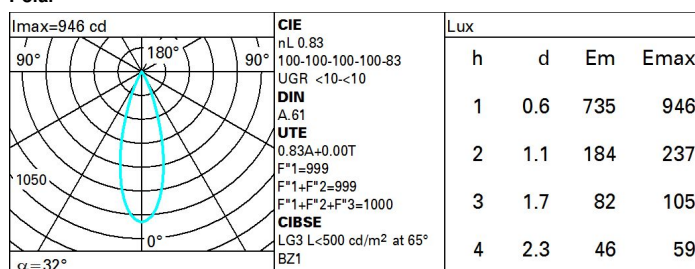 Imax=946 cd
90° 180° 90°
1050
0°
α=32°
CIE
nL 0.83
100-100-100-100-83
UGR <10-<10
DIN
A.61
UTE
0.83A+0.00T
F"1=999
F"1+F"2=999
F"1+F"2+F"3=1000
CIBSE
LG3 L<500 cd/m² at 65°
BZ1
Lux
h d Em Emax
1 0.6 735 946
2 1.1 184 237
3 1.7 82 105
4 2.3 46 59